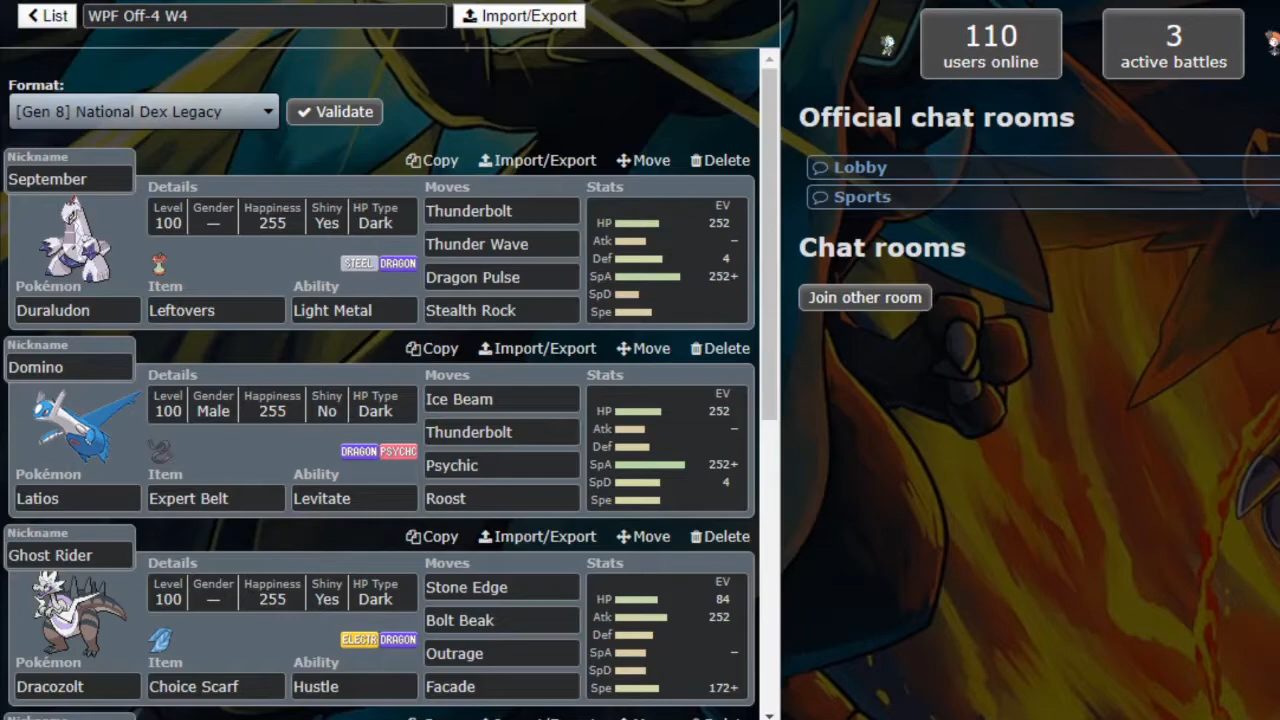 List
WPF Off-4 W4
Import/Export
110
users online
3
active battles
Format:
[Gen 8] National Dex Legacy
Validate
Official chat rooms
Lobby
Sports
Chat rooms
Join other room
Copy Import/Export Move Delete
Nickname
September
Details
Level 100
Gender —
Happiness 255
Shiny Yes
HP Type Dark
STEEL DRAGON
Pokémon
Duraludon
Item
Leftovers
Ability
Light Metal
Moves
Thunderbolt
Thunder Wave
Dragon Pulse
Stealth Rock
Stats
EV
HP 252
Atk –
Def 4
SpA 252+
SpD
Spe
Copy Import/Export Move Delete
Nickname
Domino
Details
Level 100
Gender Male
Happiness 255
Shiny No
HP Type Dark
DRAGON PSYCHC
Pokémon
Latios
Item
Expert Belt
Ability
Levitate
Moves
Ice Beam
Thunderbolt
Psychic
Roost
Stats
EV
HP 252
Atk –
Def
SpA 252+
SpD 4
Spe
Copy Import/Export Move Delete
Nickname
Ghost Rider
Details
Level 100
Gender —
Happiness 255
Shiny Yes
HP Type Dark
ELECTR DRAGON
Pokémon
Dracozolt
Item
Choice Scarf
Ability
Hustle
Moves
Stone Edge
Bolt Beak
Outrage
Facade
Stats
EV
HP 84
Atk 252
Def
SpA –
SpD
Spe 172+